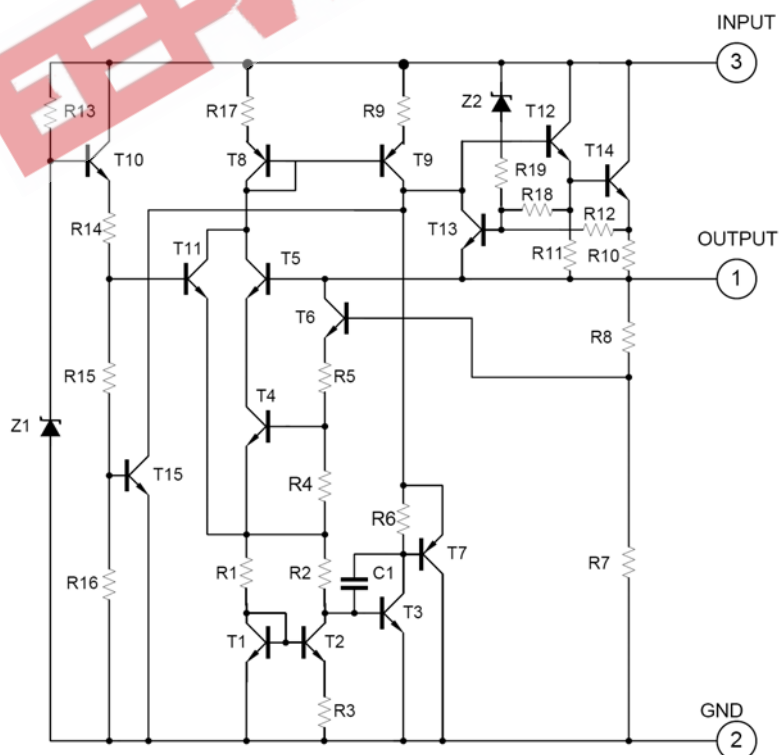 INPUT
3
R13
R17
R9
Z2
T12
T10
T8
T9
T14
R19
R18
R14
T13
R12
OUTPUT
T11
T5
R11
R10
1
T6
R8
R15
R5
T4
Z1
T15
R4
R6
T7
R16
R1
R2
C1
R7
T3
T1
T2
R3
GND
2